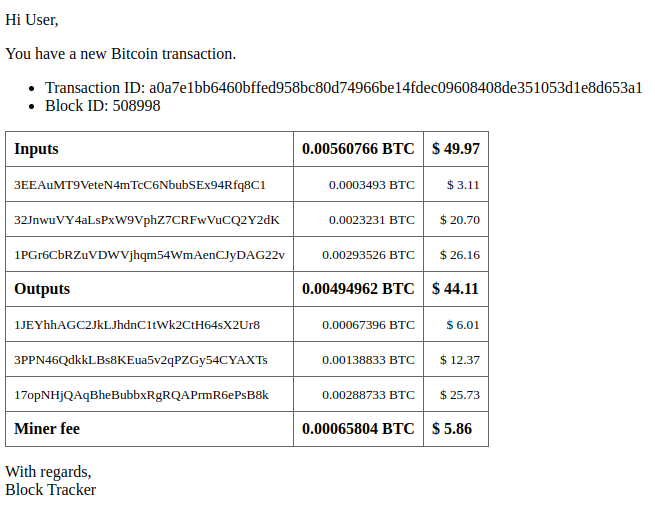 Hi User,
You have a new Bitcoin transaction.
• Transaction ID: a0a7e1bb6460bffed958bc80d74966be14fdec09608408de351053d1e8d653a1
• Block ID: 508998
Inputs 0.00560766 BTC $ 49.97
3EEAuMT9VeteN4mTcC6NbubSEx94Rfq8C1 0.0003493 BTC $ 3.11
32JnwuVY4aLsPxW9VphZ7CRFwVuCQ2Y2dK 0.0023231 BTC $ 20.70
1PGr6CbRZuVDWVjhqm54WmAenCJyDAG22v 0.00293526 BTC $ 26.16
Outputs 0.00494962 BTC $ 44.11
1JEYhhAGC2JkLJhdnC1tWk2CtH64sX2Ur8 0.00067396 BTC $ 6.01
3PPN46QdkkLBs8KEua5v2qPZGy54CYAXTs 0.00138833 BTC $ 12.37
17opNHjQAqBheBubbxRgRQAPrmR6ePsB8k 0.00288733 BTC $ 25.73
Miner fee 0.00065804 BTC $ 5.86
With regards,
Block Tracker